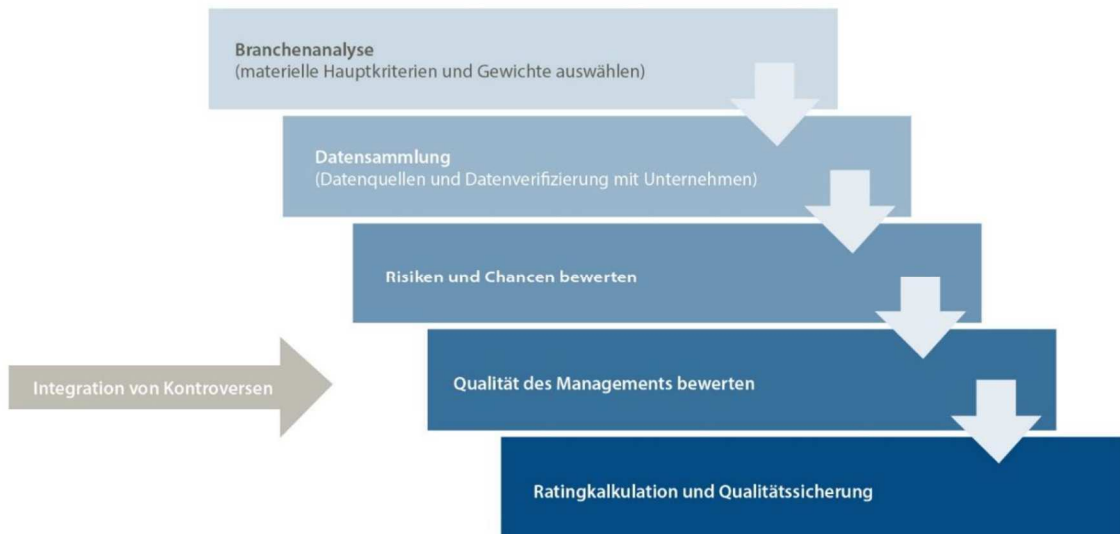 Branchenanalyse
(materielle Hauptkriterien und Gewichte auswählen)
Datensammlung
(Datenquellen und Datenverifizierung mit Unternehmen)
Risiken und Chancen bewerten
Integration von Kontroversen
Qualität des Managements bewerten
Ratingkalkulation und Qualitätssicherung